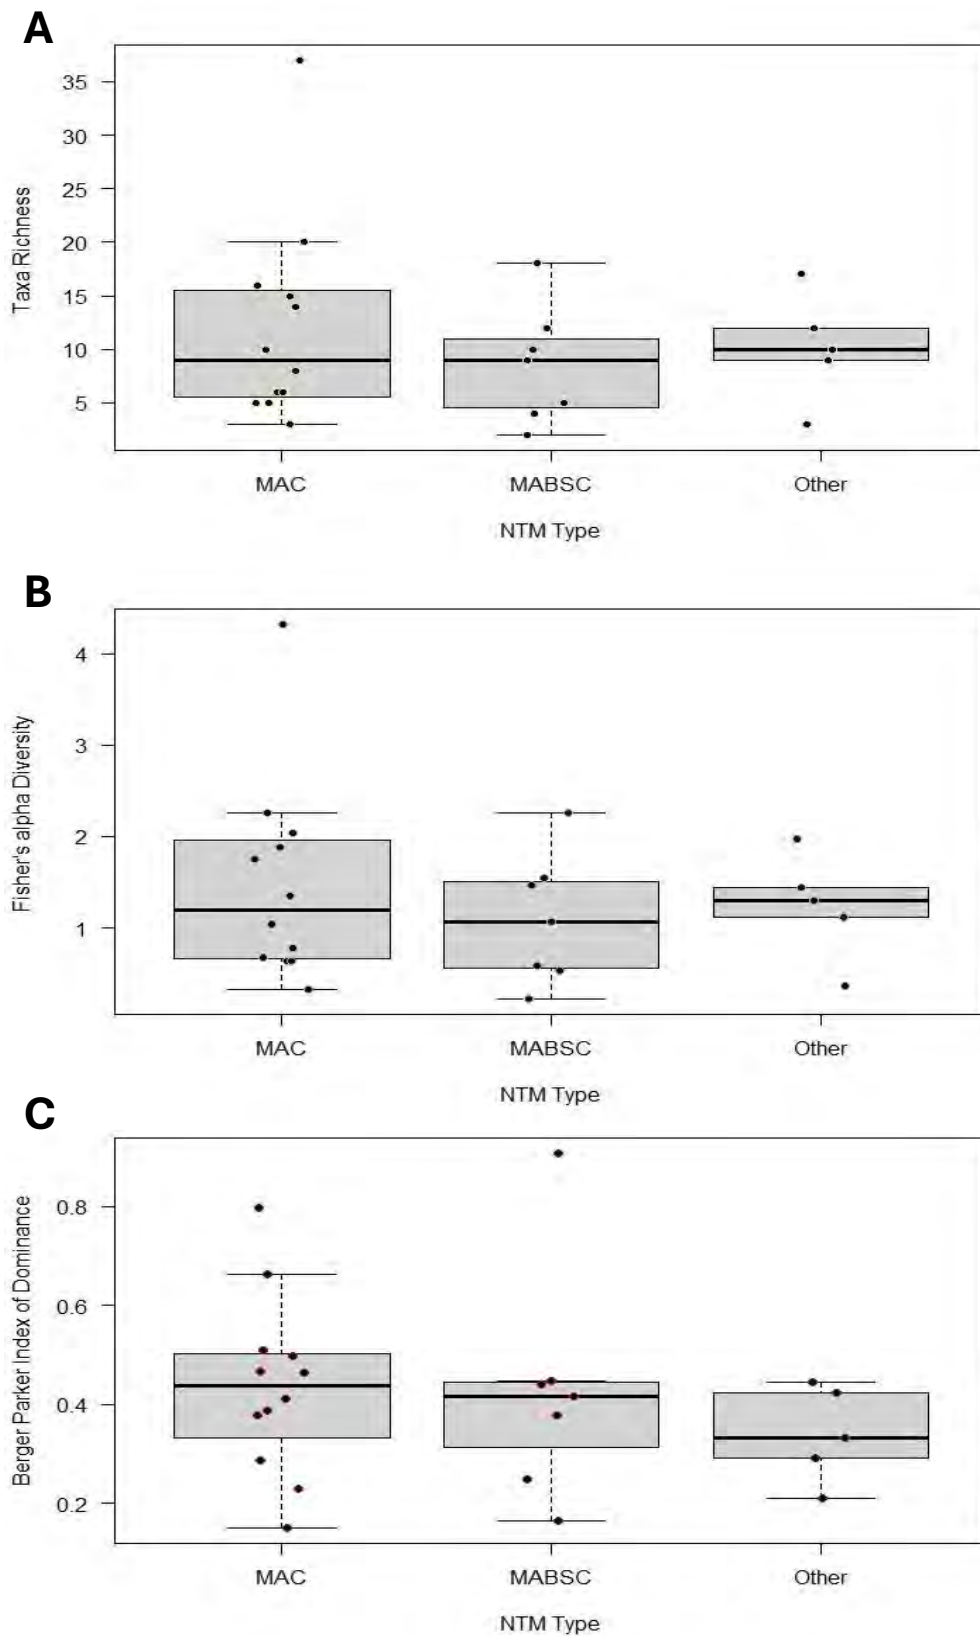 A
Taxa Richness
35
30
25
20
15
10
5
MAC MABSC Other
NTM Type
B
Fisher's alpha Diversity
4
3
2
1
MAC MABSC Other
NTM Type
C
Berger Parker Index of Dominance
0.8
0.6
0.4
0.2
MAC MABSC Other
NTM Type